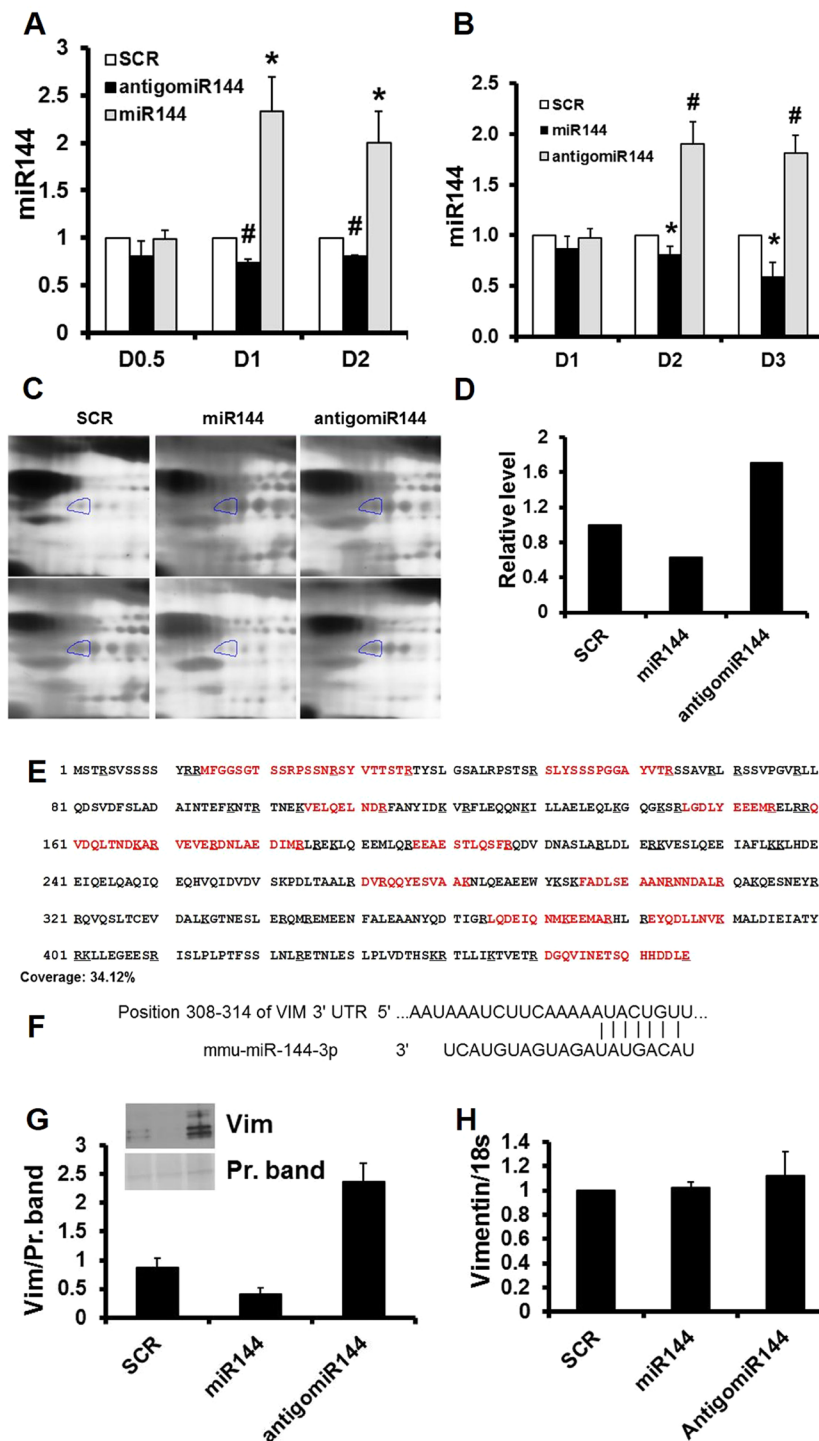 A
3
2.5
2
1.5
1
0.5
0
miR144
SCR
antigomiR144
miR144
* *
# #
D0.5 D1 D2
B
2.5
2.0
1.5
1.0
0.5
0.0
miR144
SCR
miR144
antigomiR144
# #
* *
D1 D2 D3
C
SCR miR144 antigomiR144
D
2
1.6
1.2
0.8
0.4
0
Relative level
SCR miR144 antigomiR144
E
1 MSTRSVSSSS YRRMFGGSGT SSRPSSNRSY VTTSTRTYSL GSALRPSTSR SLYSSSPGGA YVTRSSAVRL RSSVPGVRLL
81 QDSVDFSLAD AINTEFKNTR TNEKVELQEL NDRFANYIDK VRFLEQQNKI LLAELEQLKG QGKSRLGDLY EEEMRELRRQ
161 VDQLTNDKAR VEVERDNLAE DIMRLREKLQ EEMLQREEAE STLQSFRQDV DNASLARLDL ERKVESLQEE IAFLKKLHDE
241 EIQELQAQIQ EQHVQIDVDV SKPDLTAALR DVRQQYESVA AKNLQEAEEW YKSKFADLSE AANRNNDALR QAKQESNEYR
321 RQVQSLTCEV DALKGTNESL ERQMREMEEN FALEAANYQD TIGRLQDEIQ NMKEEMARHL REYQDLLNVK MALDIEIATY
401 RKLLEGEESR ISLPLPTFSS LNLRETNLES LPLVDTHSKR TLLIKTVETR DGQVINETSQ HHDDLE
Coverage: 34.12%
F
Position 308-314 of VIM 3' UTR 5' ...AAUAAAUCUUCAAAAAUACUGUU...
mmu-miR-144-3p 3' UCAUGUAGUAGAUAUGACAU
G
3
2.5
2
1.5
1
0.5
0
Vim/Pr. band
Vim
Pr. band
SCR miR144 antigomiR144
H
1.4
1.2
1
0.8
0.6
0.4
0.2
0
Vimentin/18s
SCR miR144 AntigomiR144